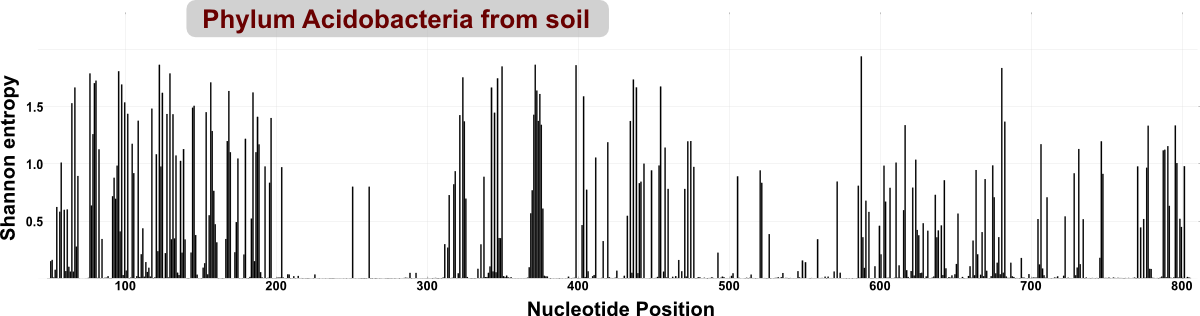 Phylum Acidobacteria from soil
Shannon entropy
1.5
1.0
0.5
100 200 300 400 500 600 700 800
Nucleotide Position